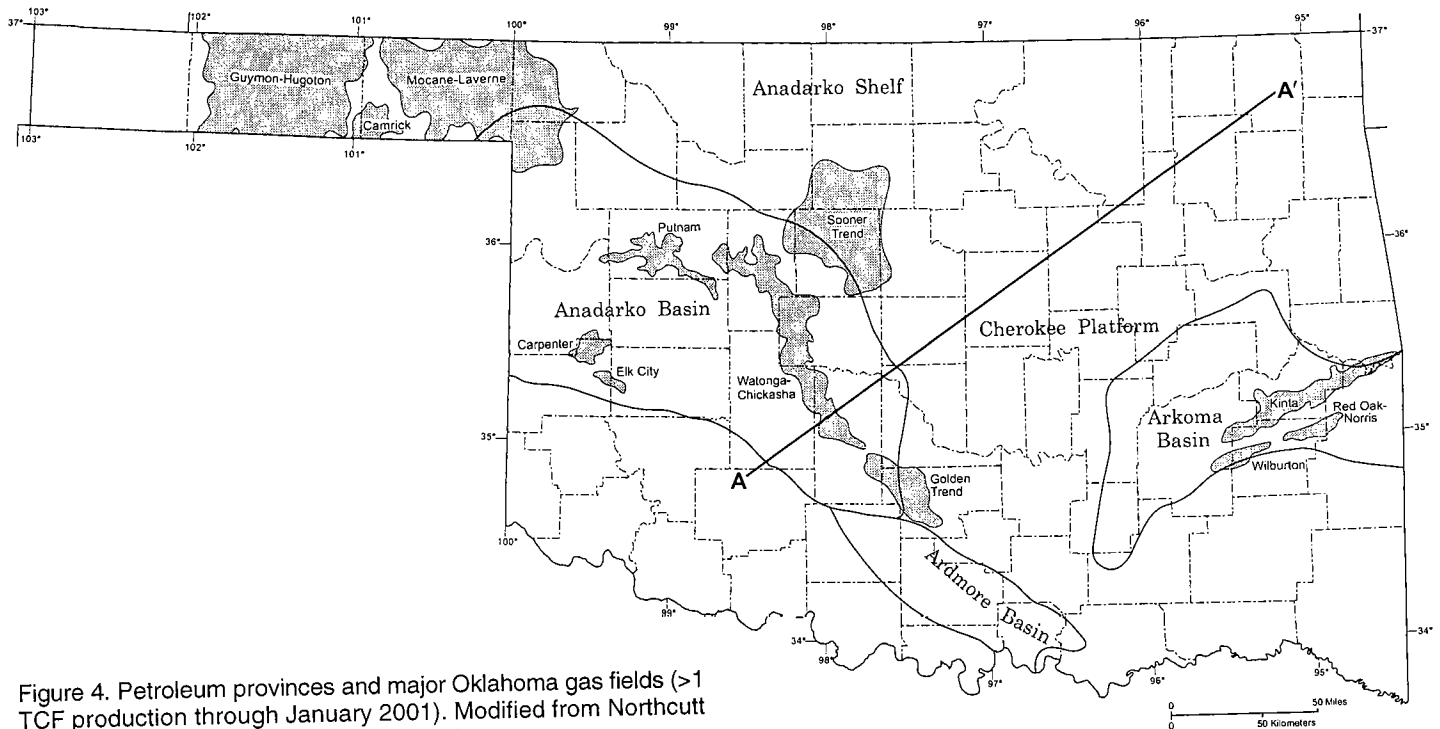 103°
102°
101°
100°
99°
98°
97°
96°
95°
37°
37°
Guymon-Hugoton
Mocane-Laverne
Camrick
Anadarko Shelf
A'
103°
102°
101°
Sooner
Trend
Putnam
36°
36°
Anadarko Basin
Cherokee Platform
Carpenter
Elk City
Watonga-
Chickasha
Kinta
Red Oak-
Norris
Arkoma
Basin
35°
35°
Wilburton
A
Golden
Trend
100°
Ardmore Basin
99°
34°
98°
97°
96°
95°
34°
Figure 4. Petroleum provinces and major Oklahoma gas fields (>1
TCF production through January 2001). Modified from Northcutt
0 50 Miles
0 50 Kilometers